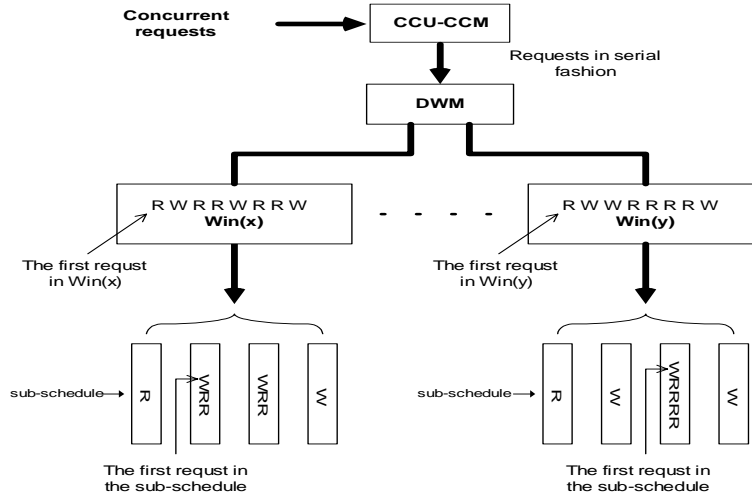 Concurrent
requests
CCU-CCM
Requests in serial
fashion
DWM
R W R R W R R W
Win(x)
- - - -
R W W R R R R W
Win(y)
The first requst
in Win(x)
The first requst
in Win(y)
sub-schedule
R
WRR
WRR
W
sub-schedule
R
W
WRRRR
W
The first requst in
the sub-schedule
The first requst in
the sub-schedule